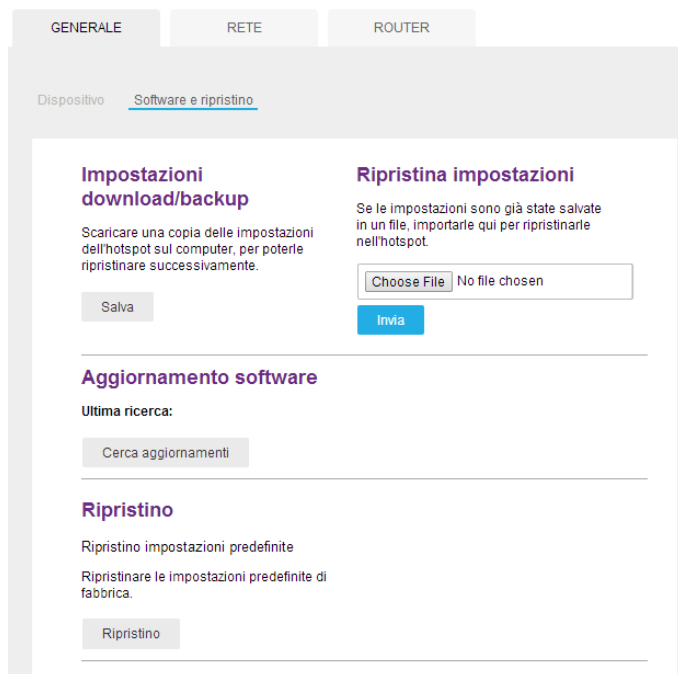 GENERALE RETE ROUTER
Dispositivo Software e ripristino
Impostazioni
download/backup
Scaricare una copia delle impostazioni
dell'hotspot sul computer, per poterle
ripristinare successivamente.
Salva
Ripristina impostazioni
Se le impostazioni sono già state salvate
in un file, importarle qui per ripristinarle
nell'hotspot.
Choose File No file chosen
Invia
Aggiornamento software
Ultima ricerca:
Cerca aggiornamenti
Ripristino
Ripristino impostazioni predefinite
Ripristinare le impostazioni predefinite di
fabbrica.
Ripristino